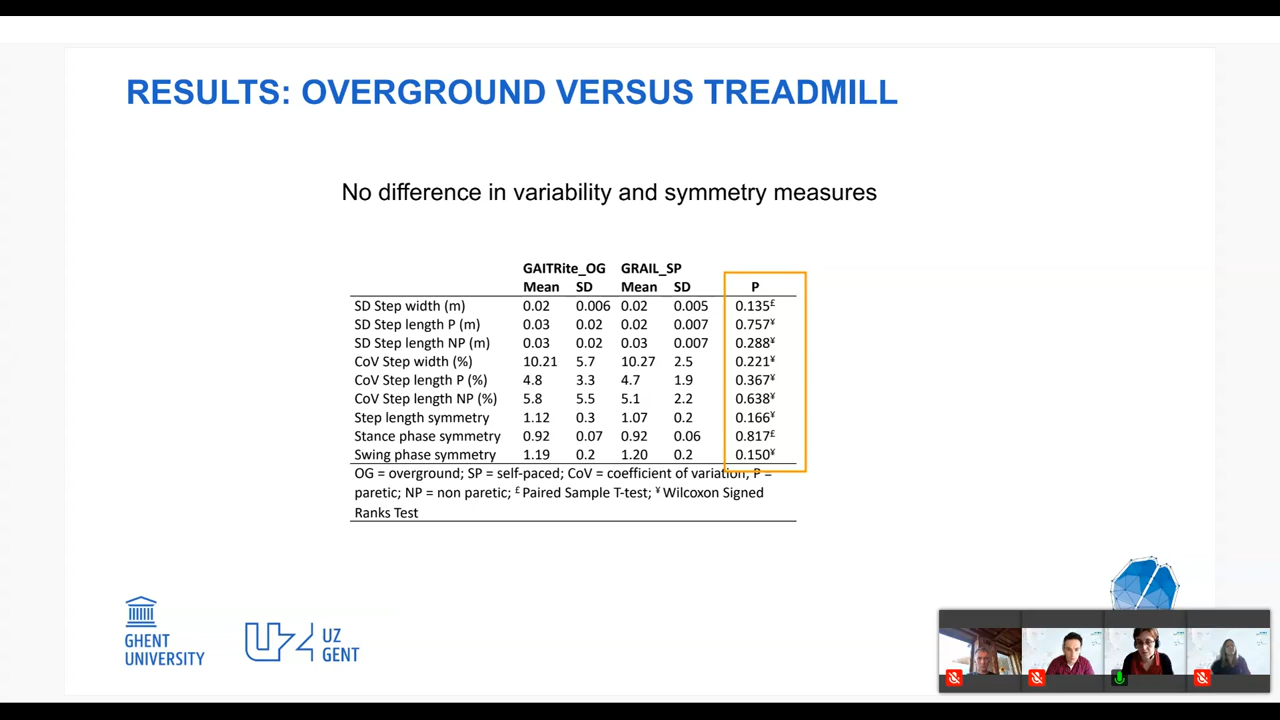 RESULTS: OVERGROUND VERSUS TREADMILL
No difference in variability and symmetry measures
GAITRite_OG GRAIL_SP
Mean SD Mean SD P
SD Step width (m) 0.02 0.006 0.02 0.005 0.135£
SD Step length P (m) 0.03 0.02 0.02 0.007 0.757¥
SD Step length NP (m) 0.03 0.02 0.03 0.007 0.288¥
CoV Step width (%) 10.21 5.7 10.27 2.5 0.221¥
CoV Step length P (%) 4.8 3.3 4.7 1.9 0.367¥
CoV Step length NP (%) 5.8 5.5 5.1 2.2 0.638¥
Step length symmetry 1.12 0.3 1.07 0.2 0.166¥
Stance phase symmetry 0.92 0.07 0.92 0.06 0.817£
Swing phase symmetry 1.19 0.2 1.20 0.2 0.150¥
OG = overground; SP = self-paced; CoV = coefficient of variation; P =
paretic; NP = non paretic; £ Paired Sample T-test; ¥ Wilcoxon Signed
Ranks Test
GHENT
UNIVERSITY
UZ
GENT